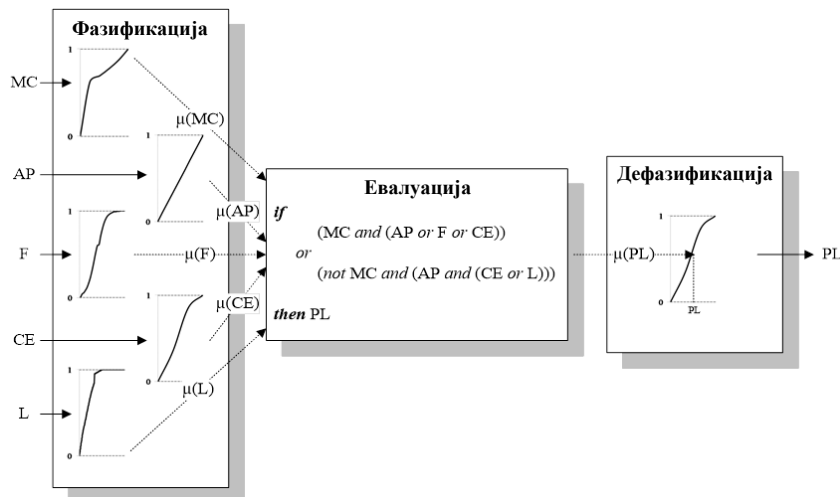 Фазификација
1
MC
0
μ(MC)
1
AP
0
μ(AP)
1
F
0
μ(F)
1
CE
0
μ(CE)
1
L
0
μ(L)
Евалуација
if
(MC and (AP or F or CE))
or
(not MC and (AP and (CE or L)))
then PL
μ(PL)
Дефазификација
1
0
PL
PL